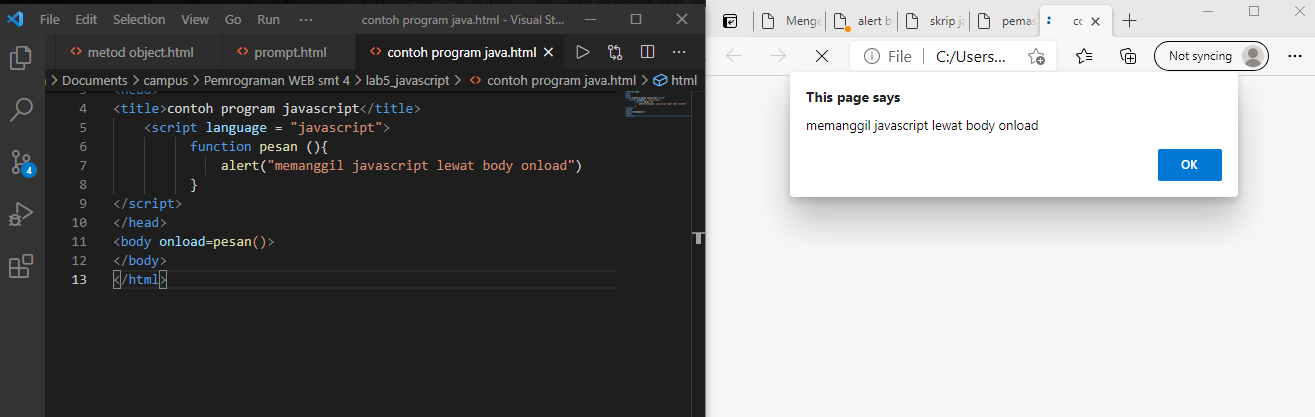 File Edit Selection View Go Run ··· contoh program java.html - Visual St...
metod object.html prompt.html contoh program java.html
Documents > campus > Pemrograman WEB smt 4 > lab5_javascript > contoh program java.html > html
4 <title>contoh program javascript</title>
5 <script language = "javascript">
6 function pesan (){
7 alert("memanggil javascript lewat body onload")
8 }
9 </script>
10 </head>
11 <body onload=pesan()>
12 </body>
13 </html>
4
Menge alert b skrip ja pemas cc
File C:/Users... Not syncing
This page says
memanggil javascript lewat body onload
OK